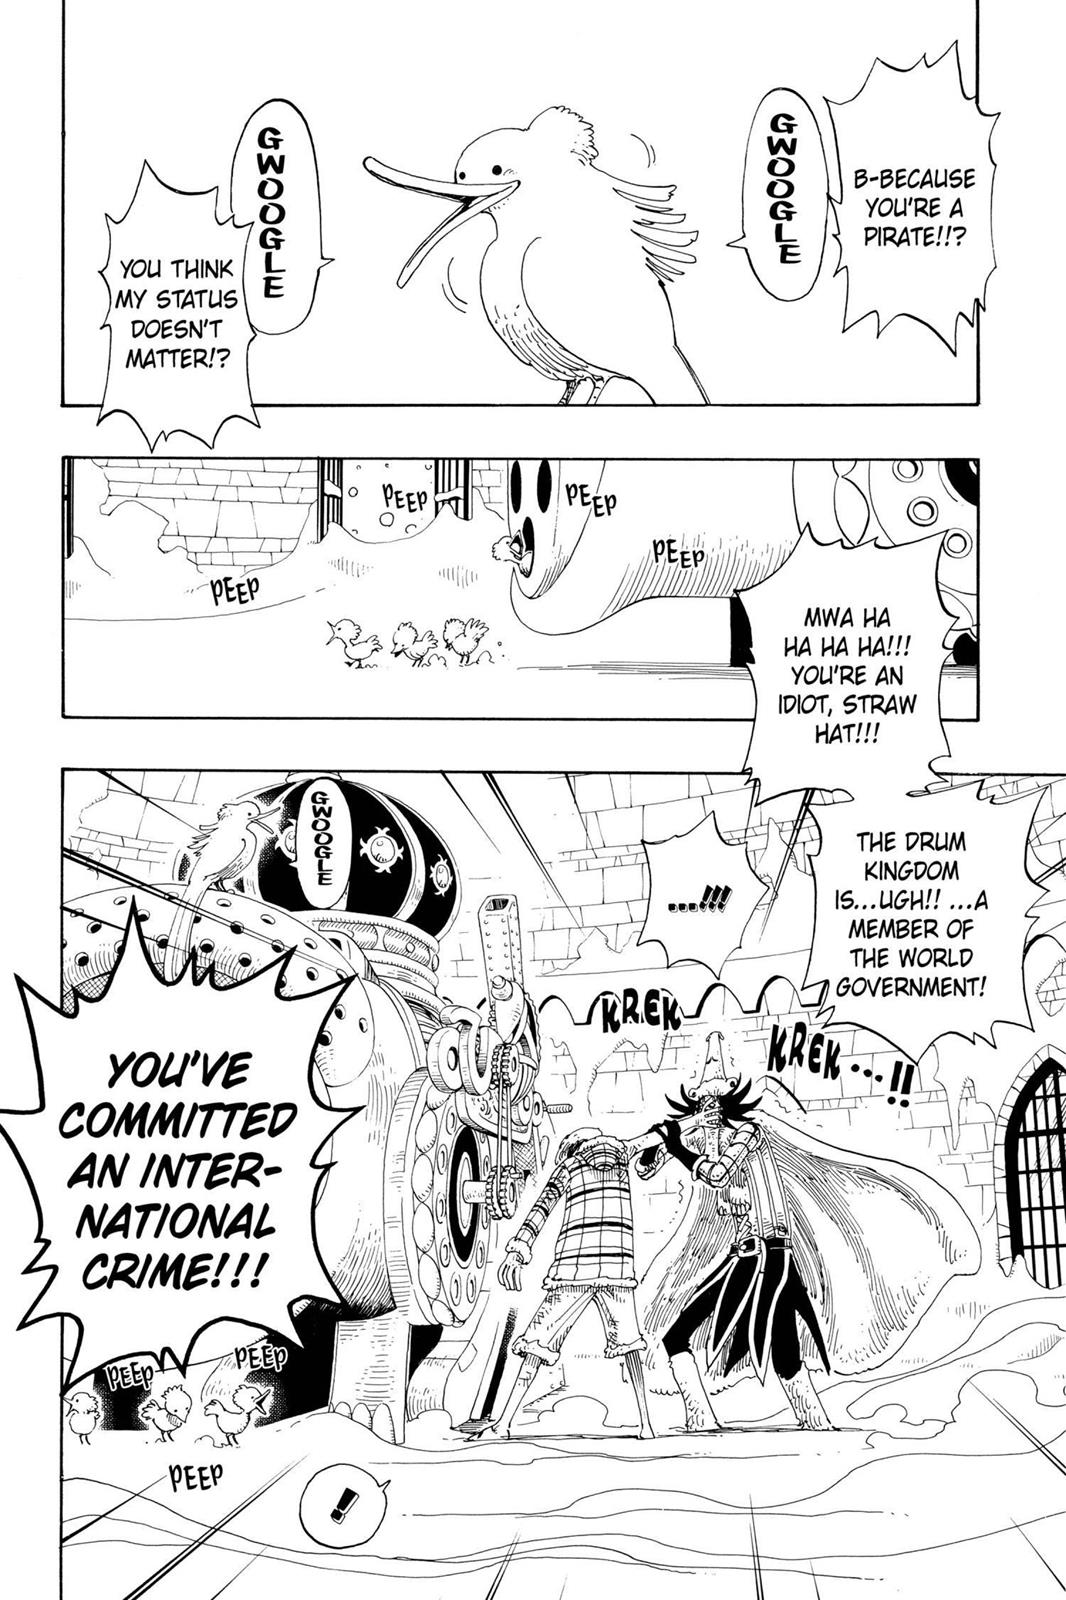 B-BECAUSE
YOU'RE A
PIRATE!!?
GWOOGLE
GWOOGLE
YOU THINK
MY STATUS
DOESN'T
MATTER!?
PEEP
PEEP
PEEP
PEEP
MWA HA
HA HA HA!!!
YOU'RE AN
IDIOT, STRAW
HAT!!!
THE DRUM
KINGDOM
IS...UGH!! ...A
MEMBER OF
THE WORLD
GOVERNMENT!
...!!!
GWOOGLE
KREK
KREK...!!
YOU'VE
COMMITTED
AN INTER-
NATIONAL
CRIME!!!
PEEP
PEEP
PEEP
!